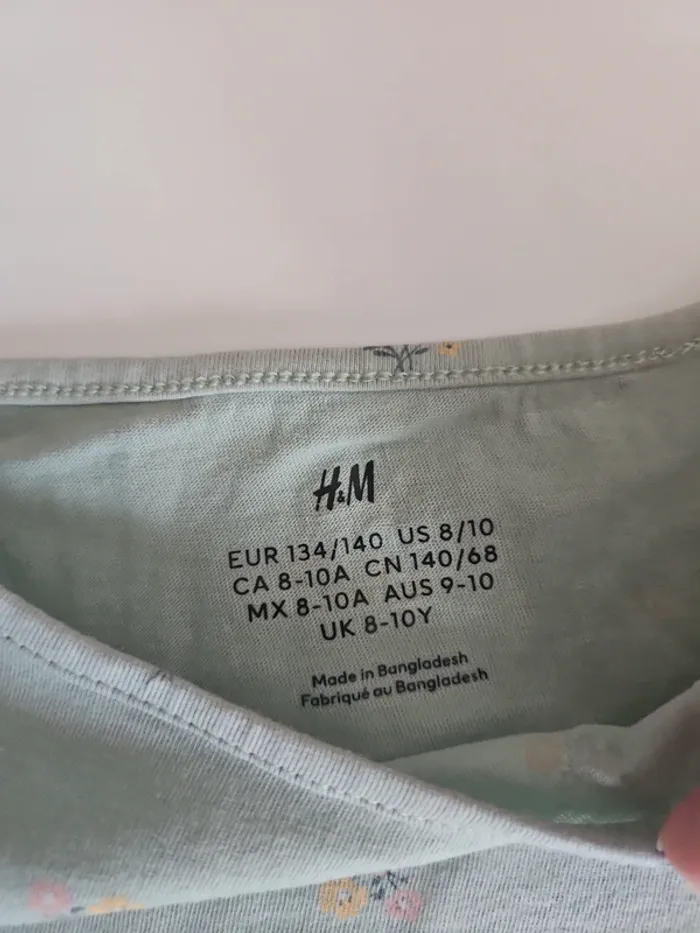 H&M
EUR 134/140 US 8/10
CA 8-10A CN 140/68
MX 8-10A AUS 9-10
UK 8-10Y
Made in Bangladesh
Fabriqué au Bangladesh